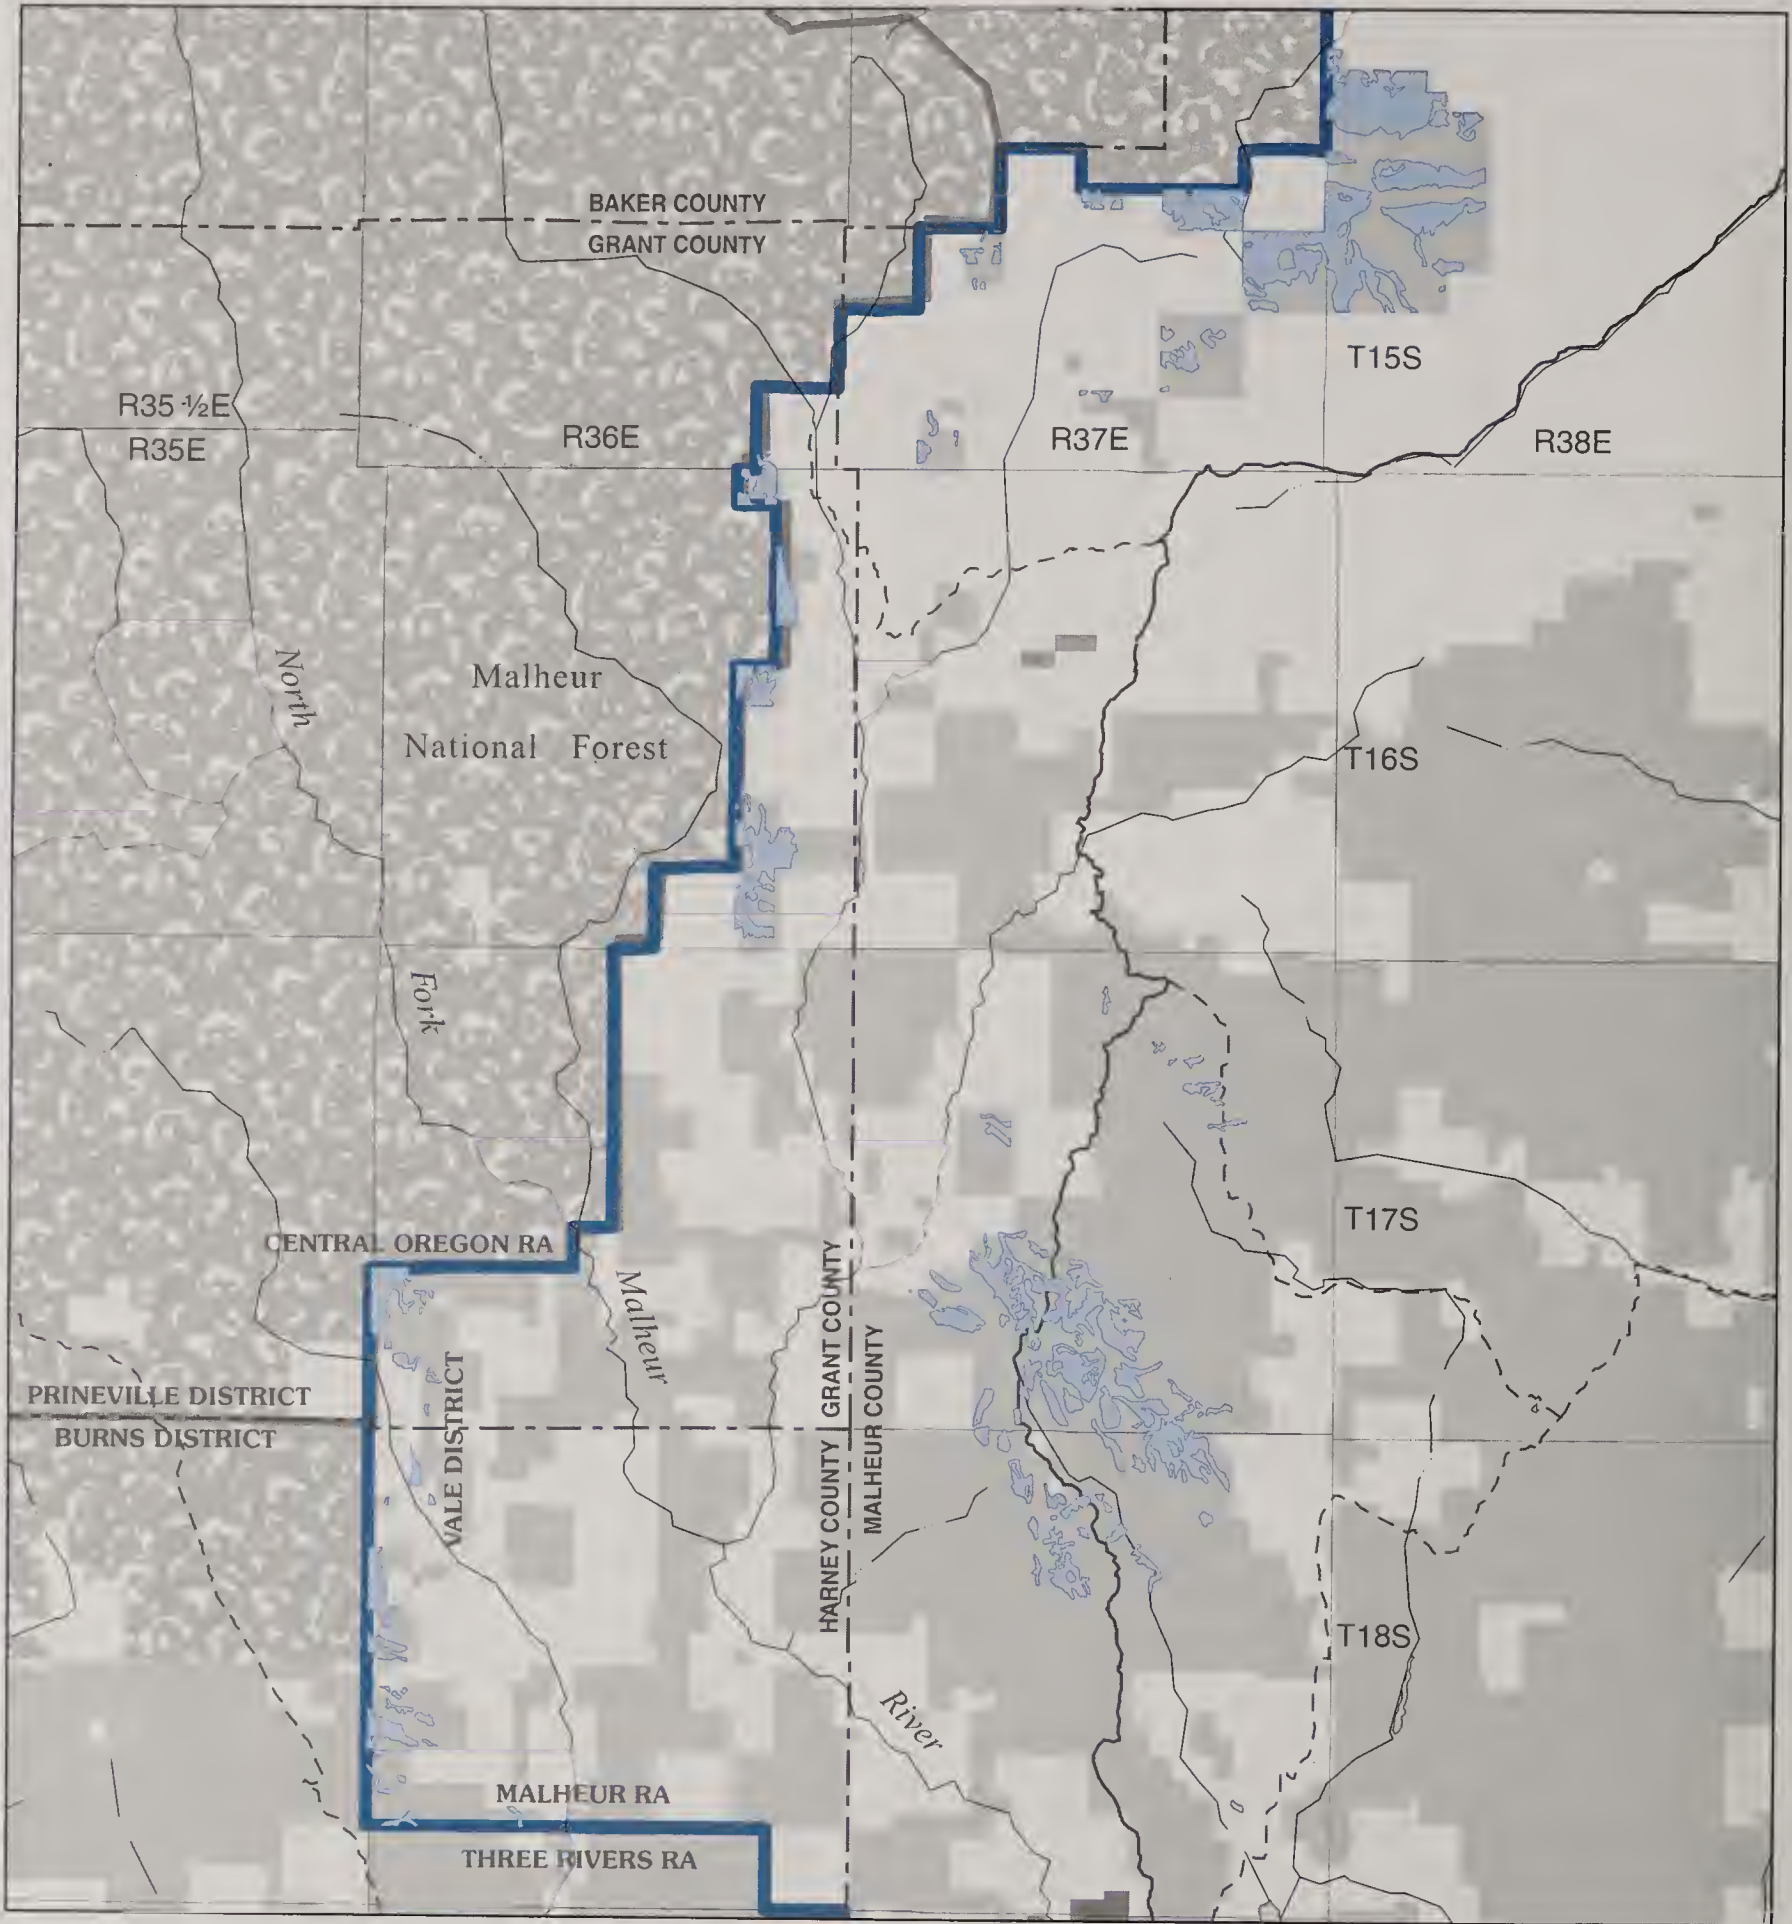 BAKER COUNTY
GRANT COUNTY
T15S
R35 ½E
R35E
R36E
R37E
R38E
North
Malheur
National Forest
T16S
Fork
T17S
CENTRAL OREGON RA
Malheur
HARNEY COUNTY GRANT COUNTY
MALHEUR COUNTY
VALE DISTRICT
PRINEVILLE DISTRICT
BURNS DISTRICT
T18S
River
MALHEUR RA
THREE RIVERS RA